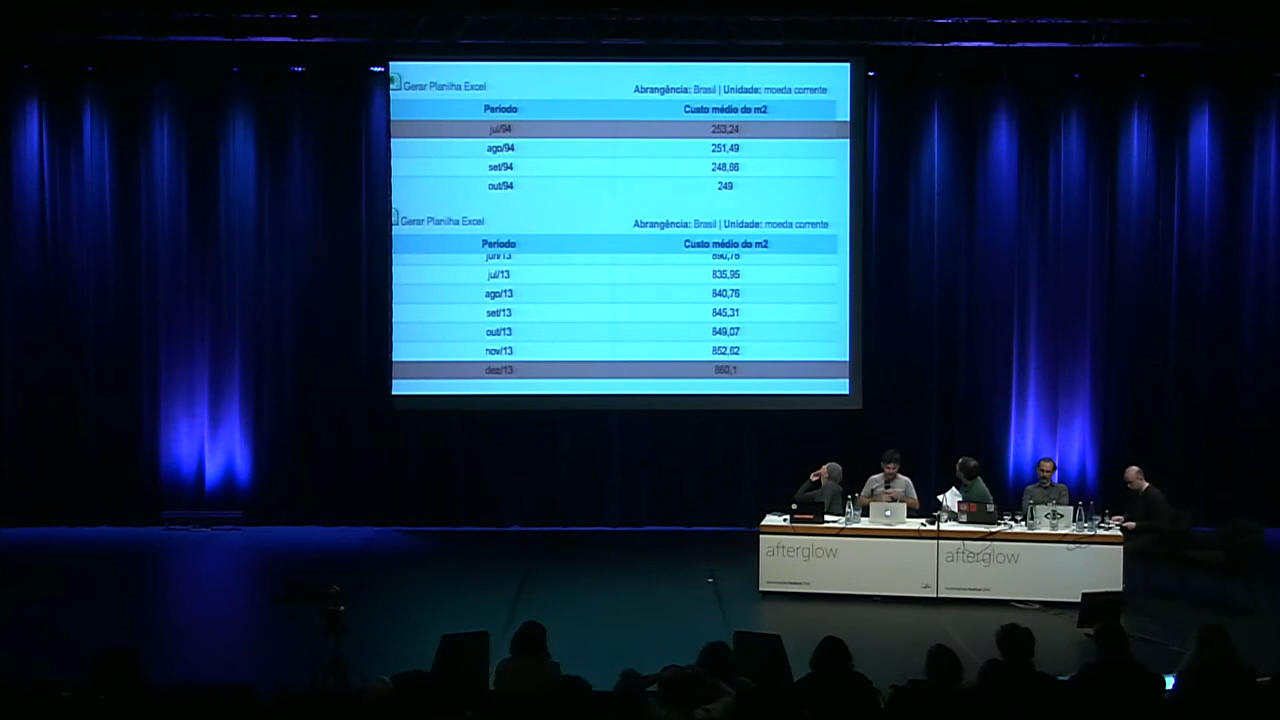 Gerar Planilha Excel Abrangência: Brasil | Unidade: moeda corrente
Período Custo médio do m2
jul/94 253,24
ago/94 251,49
set/94 248,66
out/94 249
Gerar Planilha Excel Abrangência: Brasil | Unidade: moeda corrente
Período Custo médio do m2
jun/13
jul/13 835,95
ago/13 840,76
set/13 845,31
out/13 849,07
nov/13 852,62
dez/13 860,1
afterglow afterglow